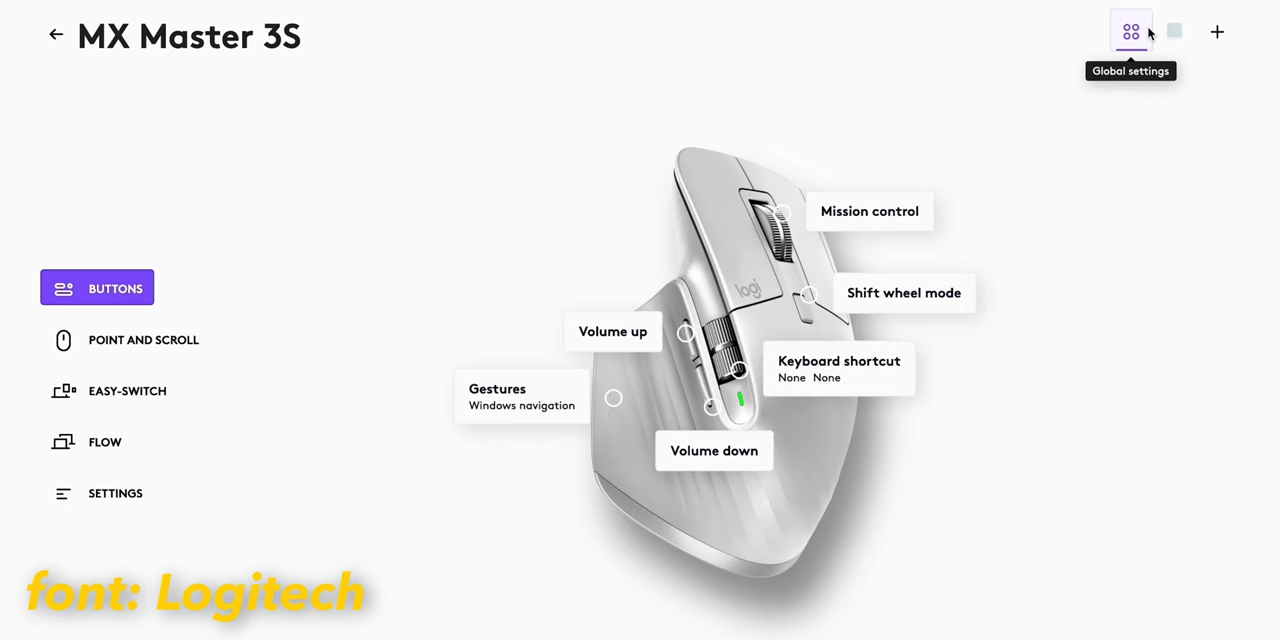 MX Master 3S
Global settings
Mission control
Shift wheel mode
logi
Volume up
Keyboard shortcut
None None
Gestures
Windows navigation
Volume down
BUTTONS
POINT AND SCROLL
EASY-SWITCH
FLOW
SETTINGS
font: Logitech